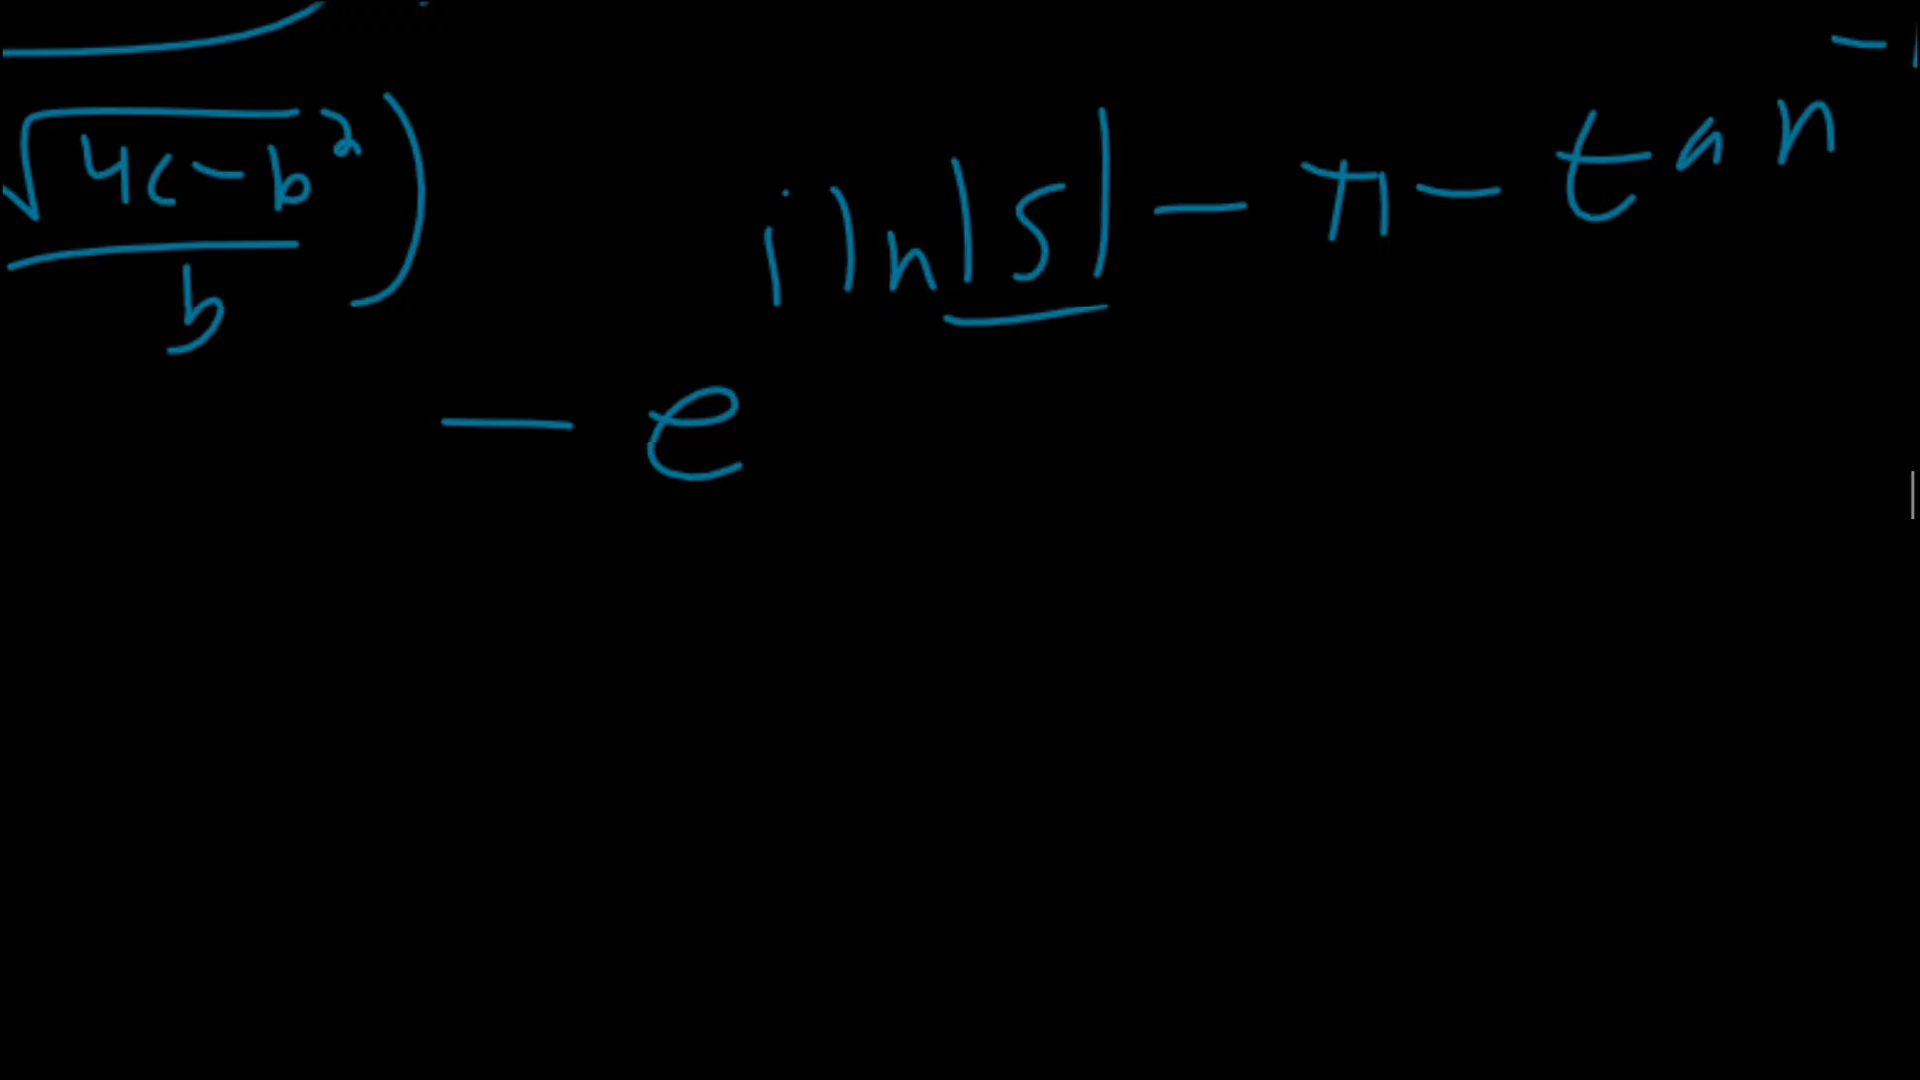 √(4c-b²)/b) - e^(i ln|s| - π - tan^-1